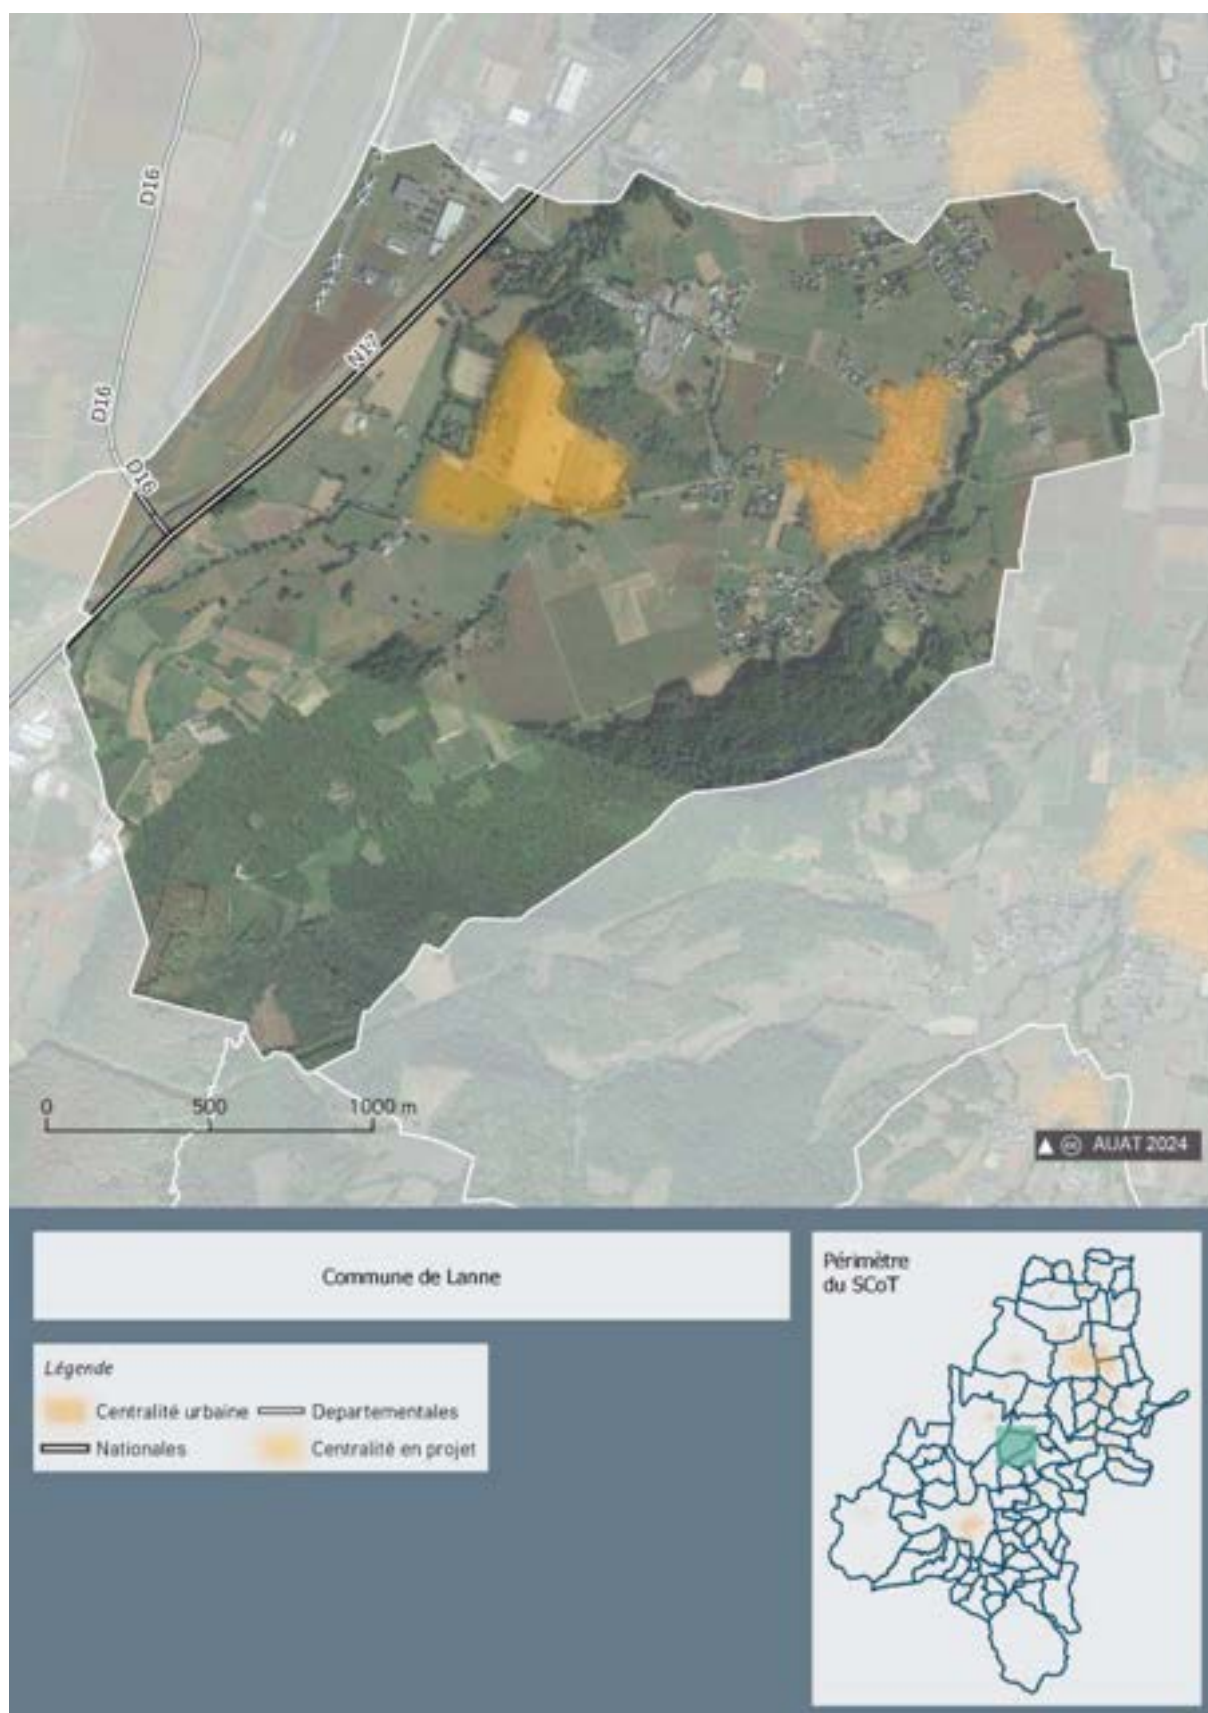 D16
N17
D16
D16
0 500 1000 m
AUAT 2024
Commune de Lanne
Périmètre
du SCoT
Légende
Centralité urbaine Departementales
Nationales Centralité en projet